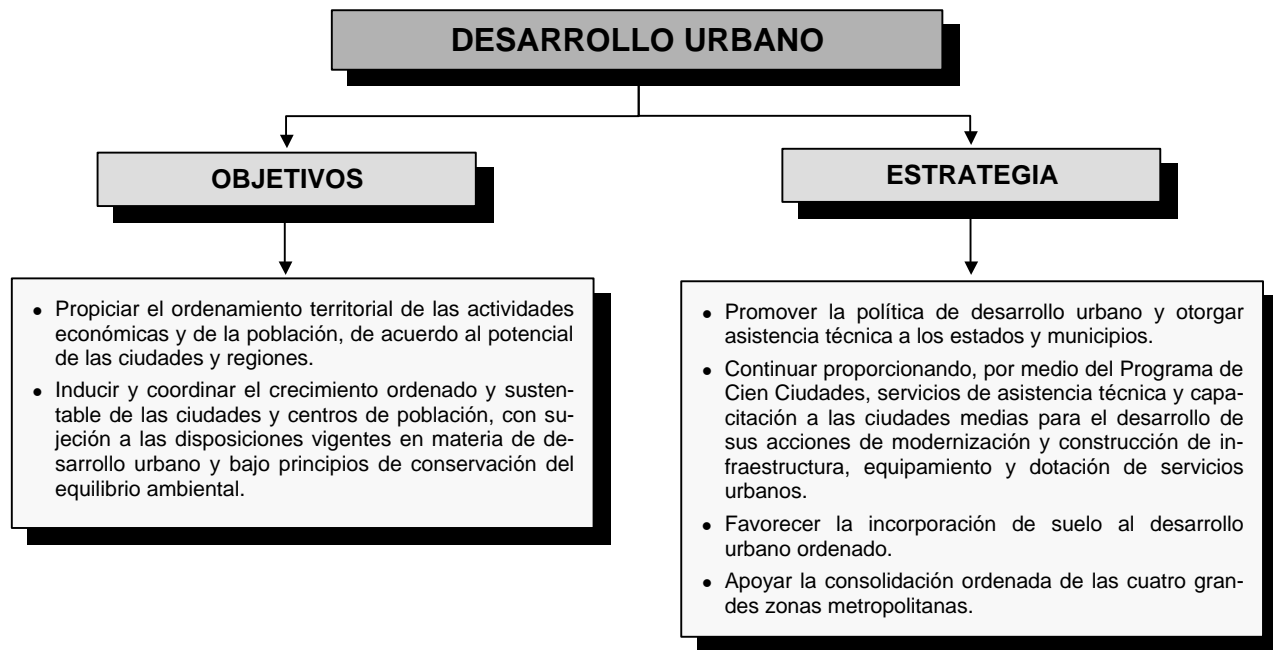 DESARROLLO URBANO
OBJETIVOS
• Propiciar el ordenamiento territorial de las actividades
económicas y de la población, de acuerdo al potencial
de las ciudades y regiones.
• Inducir y coordinar el crecimiento ordenado y susten-
table de las ciudades y centros de población, con su-
jeción a las disposiciones vigentes en materia de de-
sarrollo urbano y bajo principios de conservación del
equilibrio ambiental.
ESTRATEGIA
• Promover la política de desarrollo urbano y otorgar
asistencia técnica a los estados y municipios.
• Continuar proporcionando, por medio del Programa de
Cien Ciudades, servicios de asistencia técnica y capa-
citación a las ciudades medias para el desarrollo de
sus acciones de modernización y construcción de in-
fraestructura, equipamiento y dotación de servicios
urbanos.
• Favorecer la incorporación de suelo al desarrollo
urbano ordenado.
• Apoyar la consolidación ordenada de las cuatro gran-
des zonas metropolitanas.